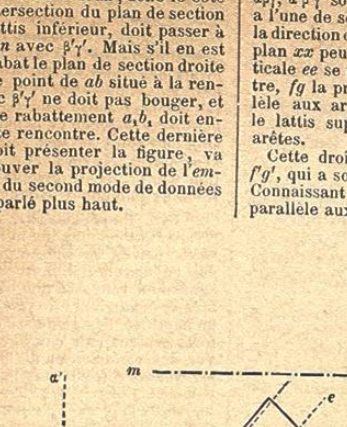 ersection du plan de section
ttis inférieur, doit passer à
n avec β'γ'. Mais s'il en est
abat le plan de section droite
point de ab situé à la ren-
c β'γ' ne doit pas bouger, et
e rabattement a₁b₁ doit en-
te rencontre. Cette dernière
oit présenter la figure, va
uver la projection de l'em-
du second mode de données
parlé plus haut.
a l'une de s
la direction d
plan xx peu
ticale ee se
tre, fg la pr
lèle aux ar
le lattis sup
arêtes.
Cette droi
f'g', qui a so
Connaissant
parallèle aux
a'
m
e